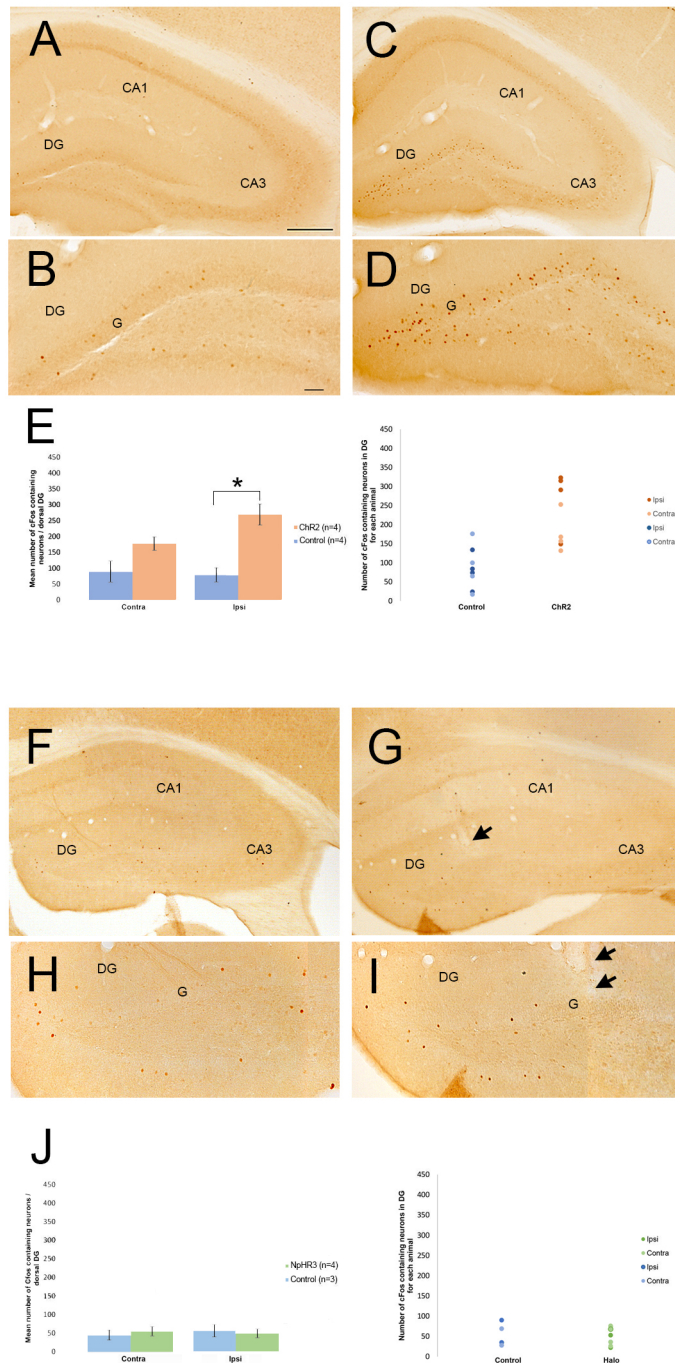 A
CA1
DG
CA3
C
CA1
DG
CA3
B
DG
G
D
DG
G
E
Mean number of cFos containing
neurons / dorsal DG
450
400
350
300
250
200
150
100
50
0
*
ChR2 (n=4)
Control (n=4)
Contra
Ipsi
Number of cFos containing neurons in DG
for each animal
450
400
350
300
250
200
150
100
50
0
Ipsi
Contra
Ipsi
Contra
Control
ChR2
F
CA1
DG
CA3
G
CA1
DG
CA3
H
DG
G
I
DG
G
J
Mean number of Cfos containing neurons /
dorsal DG
450
400
350
300
250
200
150
100
50
0
NpHR3 (n=4)
Control (n=3)
Contra
Ipsi
Number of cFos containing neurons in DG
for each animal
450
400
350
300
250
200
150
100
50
0
Ipsi
Contra
Ipsi
Contra
Control
Halo